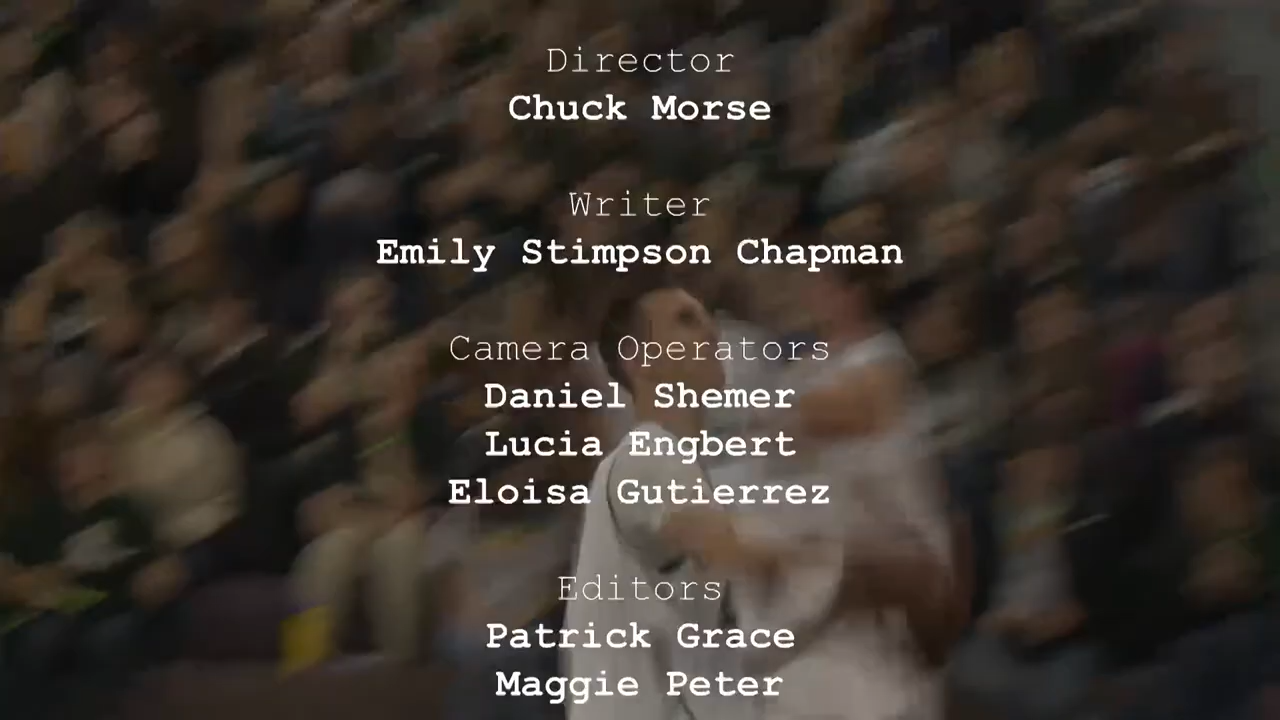 Director
Chuck Morse
Writer
Emily Stimpson Chapman
Camera Operators
Daniel Shemer
Lucia Engbert
Eloisa Gutierrez
Editors
Patrick Grace
Maggie Peter